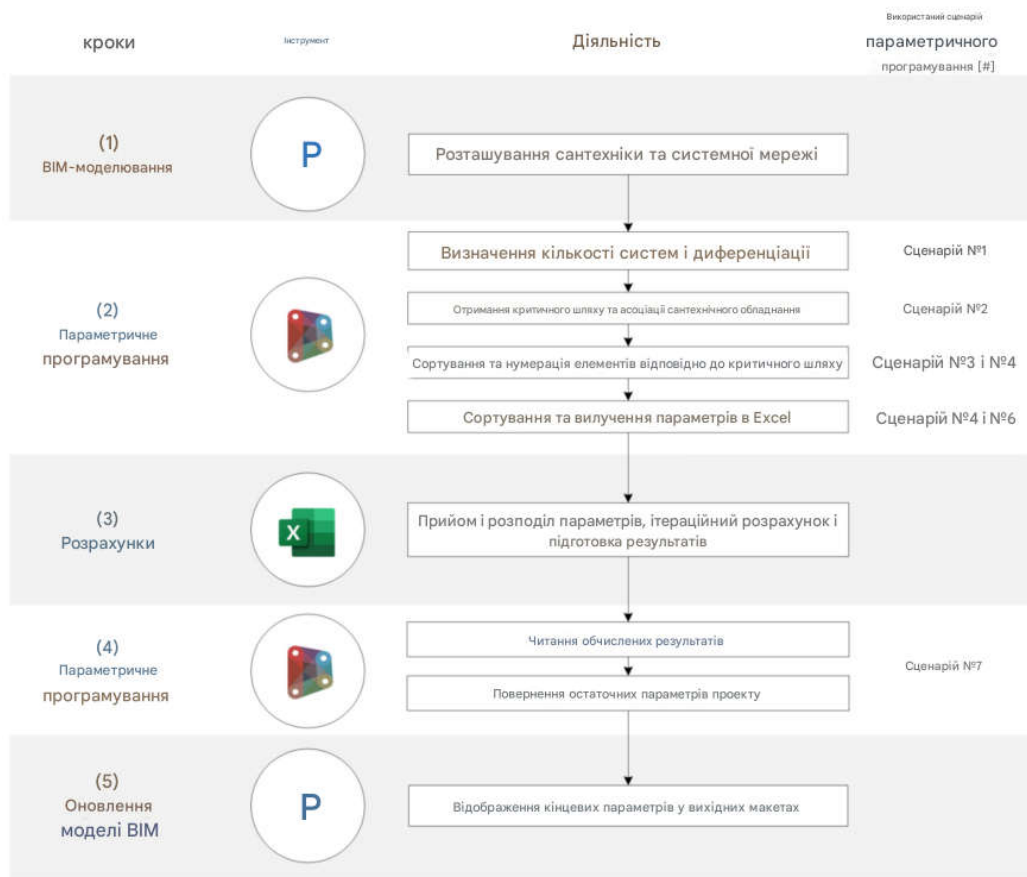 кроки
Інструмент
Діяльність
Використаний сценарій
параметричного
програмування [#]
(1)
BIM-моделювання
P
Розташування сантехніки та системної мережі
(2)
Параметричне
програмування
Визначення кількості систем і диференціації
Сценарій №1
Отримання критичного шляху та асоціації сантехнічного обладнання
Сценарій №2
Сортування та нумерація елементів відповідно до критичного шляху
Сценарій №3 і №4
Сортування та вилучення параметрів в Excel
Сценарій №4 і №6
(3)
Розрахунки
X
Прийом і розподіл параметрів, ітераційний розрахунок і
підготовка результатів
(4)
Параметричне
програмування
Читання обчислених результатів
Повернення остаточних параметрів проекту
Сценарій №7
(5)
Оновлення
моделі BIM
P
Відображення кінцевих параметрів у вихідних макетах